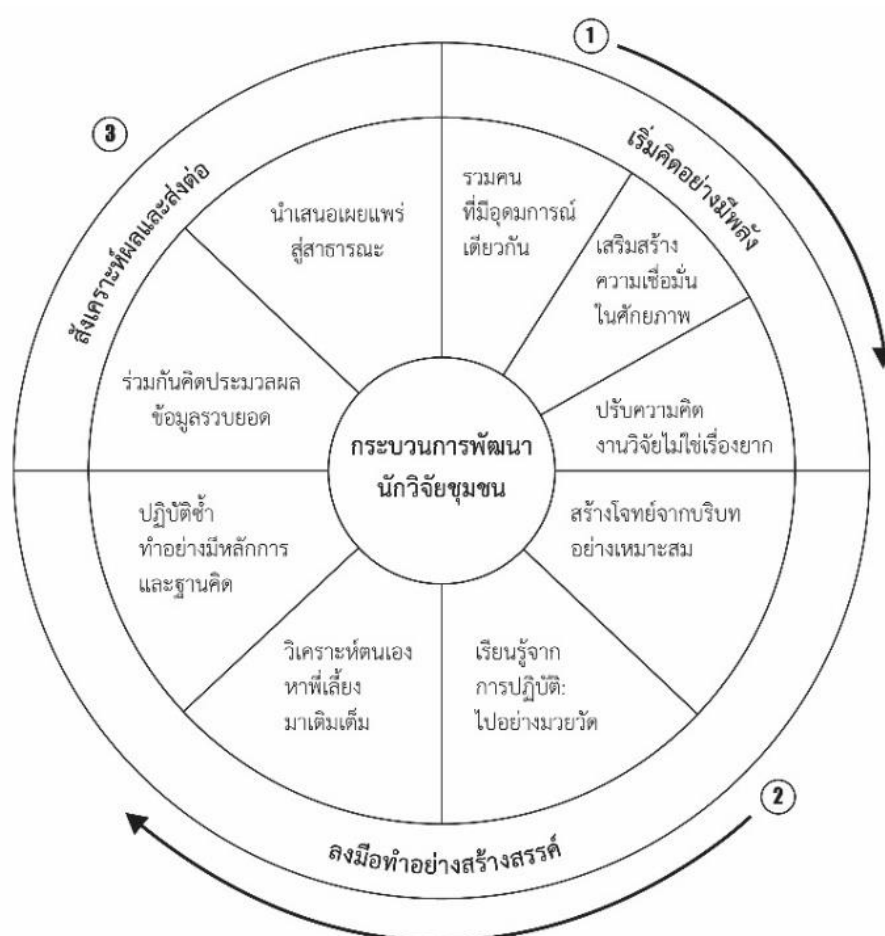 กระบวนการพัฒนา
นักวิจัยชุมชน
1
เริ่มคิดอย่างมีพลัง
รวมคน
ที่มีอุดมการณ์
เดียวกัน
เสริมสร้าง
ความเชื่อมั่น
ในศักยภาพ
ปรับความคิด
งานวิจัยไม่ใช่เรื่องยาก
2
ลงมือทำอย่างสร้างสรรค์
สร้างโจทย์จากบริบท
อย่างเหมาะสม
เรียนรู้จาก
การปฏิบัติ:
ไปอย่างมวยวัด
วิเคราะห์ตนเอง
หาพี่เลี้ยง
มาเติมเต็ม
ปฏิบัติซ้ำ
ทำอย่างมีหลักการ
และฐานคิด
3
สังเคราะห์ผลและส่งต่อ
ร่วมกันคิดประมวลผล
ข้อมูลรวบยอด
นำเสนอเผยแพร่
สู่สาธารณะ